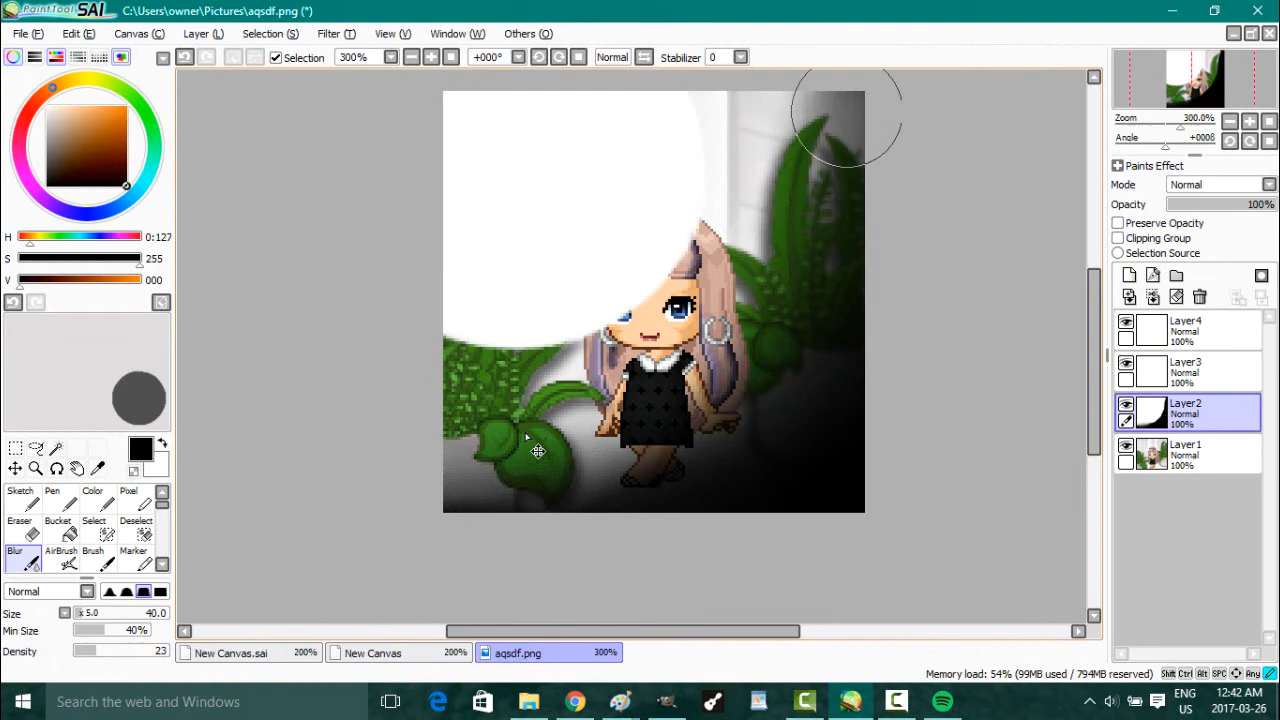 PaintTool SAI C:\Users\owner\Pictures\aqsdf.png (*)
File (F) Edit (E) Canvas (C) Layer (L) Selection (S) Filter (T) View (V) Window (W) Others (O)
Selection 300% +000° Normal Stabilizer 0
Zoom 300.0%
Angle +000ß
Paints Effect
Mode Normal
Opacity 100%
Preserve Opacity
Clipping Group
Selection Source
H 0:127
S 255
V 000
Layer4
Normal
100%
Layer3
Normal
100%
Layer2
Normal
100%
Layer1
Normal
100%
Sketch Pen Color Pixel
Eraser Bucket Select Deselect
Blur AirBrush Brush Marker
Normal
Size x 5.0 40.0
Min Size 40%
Density 23
New Canvas.sai 200% New Canvas 200% aqsdf.png 300%
Memory load: 54% (99MB used / 794MB reserved) Shift Ctrl Alt SPC Any
Search the web and Windows
ENG
US
12:42 AM
2017-03-26